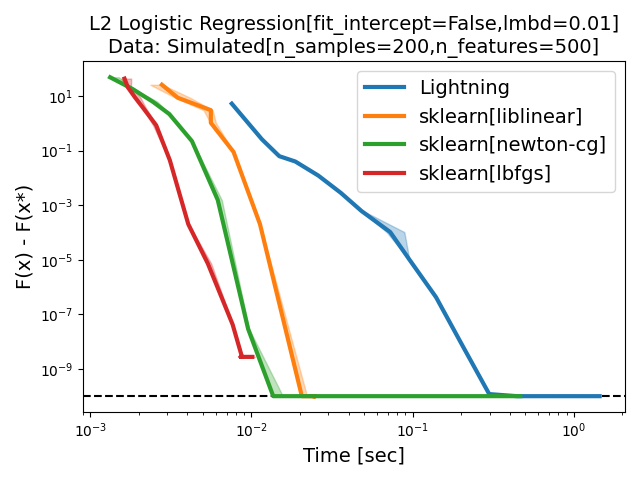 L2 Logistic Regression[fit_intercept=False,lmbd=0.01]
Data: Simulated[n_samples=200,n_features=500]
F(x) - F(x*)
10¹
10⁻¹
10⁻³
10⁻⁵
10⁻⁷
10⁻⁹
Lightning
sklearn[liblinear]
sklearn[newton-cg]
sklearn[lbfgs]
10⁻³ 10⁻² 10⁻¹ 10⁰
Time [sec]